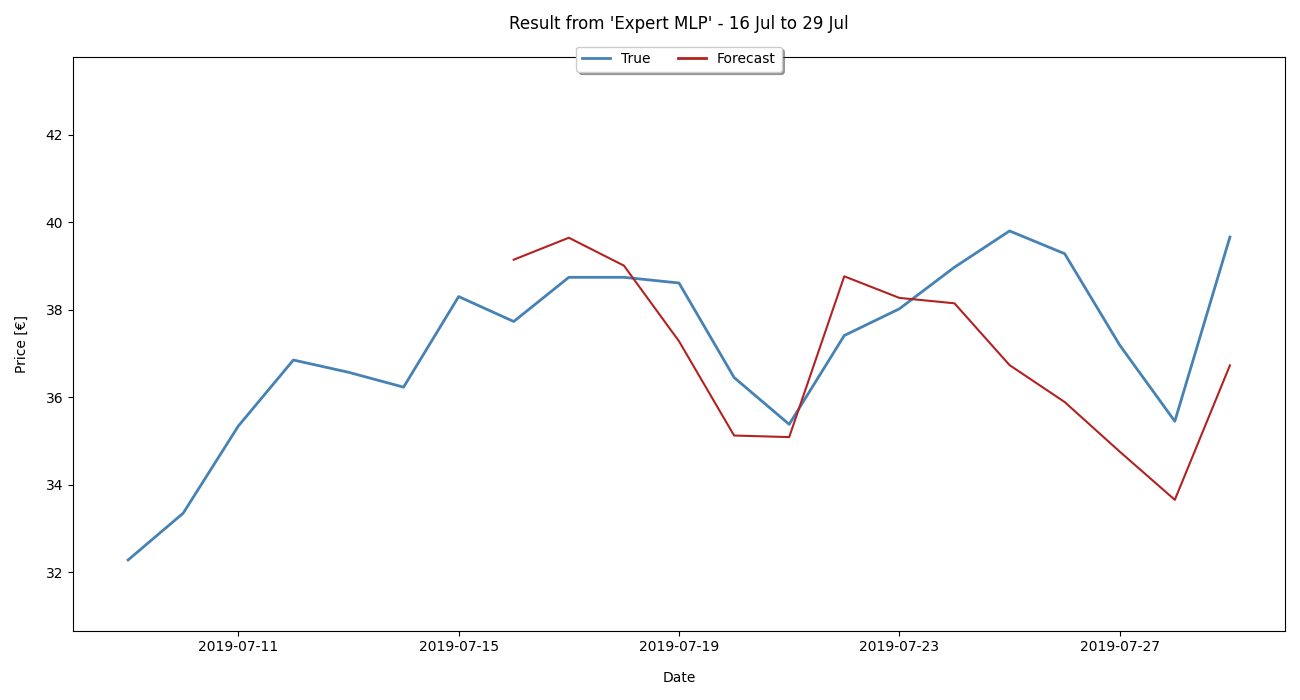 Result from 'Expert MLP' - 16 Jul to 29 Jul
True Forecast
Price [€]
42
40
38
36
34
32
2019-07-11 2019-07-15 2019-07-19 2019-07-23 2019-07-27
Date